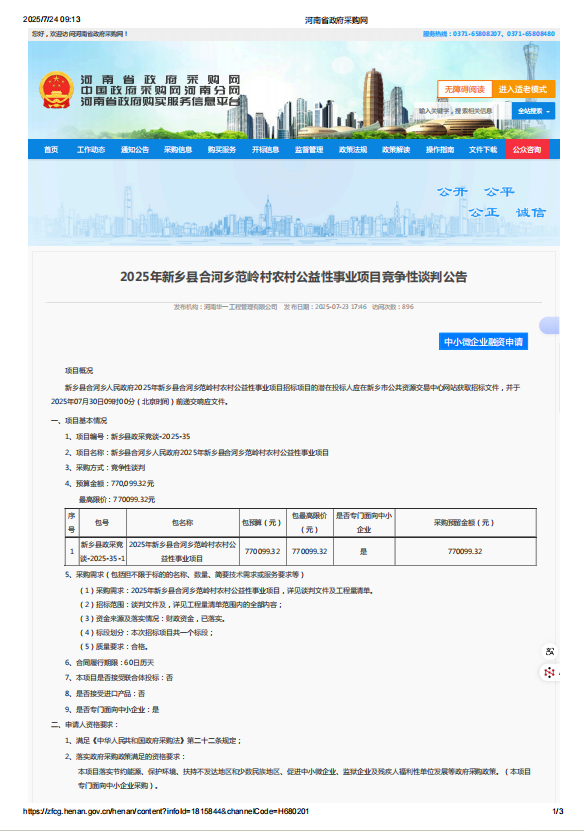 2025/7/24 09:13
河南省政府采购网
您好，欢迎访问河南省政府采购网！
服务热线：0371-65808207、0371-65808480
河南省政府采购网
中国政府采购网河南分网
河南省政府购买服务信息平台
无障碍阅读 进入适老模式
输入关键字，搜索相关信息 全站搜索
首页 工作动态 通知公告 采购信息 购买服务 开标信息 监督管理 政策法规 政策解读 操作指南 文件下载 公众咨询
公开 公平
公正 诚信
2025年新乡县合河乡范岭村农村公益性事业项目竞争性谈判公告
发布机构：河南华一工程管理有限公司 发布日期：2025-07-23 17:46 访问次数：896
中小微企业融资申请
项目概况
新乡县合河乡人民政府2025年新乡县合河乡范岭村农村公益性事业项目招标项目的潜在投标人应在新乡市公共资源交易中心网站获取招标文件，并于
2025年07月30日09时00分（北京时间）前递交响应文件。
一、项目基本情况
1、项目编号：新乡县政采竞谈-2025-35
2、项目名称：新乡县合河乡人民政府2025年新乡县合河乡范岭村农村公益性事业项目
3、采购方式：竞争性谈判
4、预算金额：770,099.32元
最高限价：770099.32元
序号 包号 包名称 包预算（元） 包最高限价（元） 是否专门面向中小企业 采购预留金额（元）
1 新乡县政采竞谈-2025-35-1 2025年新乡县合河乡范岭村农村公益性事业项目 770099.32 770099.32 是 770099.32
5、采购需求（包括但不限于标的的名称、数量、简要技术需求或服务要求等）
（1）采购需求：2025年新乡县合河乡范岭村农村公益性事业项目，详见谈判文件及工程量清单。
（2）招标范围：谈判文件及，详见工程量清单范围内的全部内容；
（3）资金来源及落实情况：财政资金，已落实。
（4）标段划分：本次招标项目共一个标段；
（5）质量要求：合格。
6、合同履行期限：60日历天
7、本项目是否接受联合体投标：否
8、是否接受进口产品：否
9、是否专门面向中小企业：是
二、申请人资格要求：
1、满足《中华人民共和国政府采购法》第二十二条规定；
2、落实政府采购政策满足的资格要求：
本项目落实节约能源、保护环境、扶持不发达地区和少数民族地区、促进中小微企业、监狱企业及残疾人福利性单位发展等政府采购政策。（本项目
专门面向中小企业采购）。
https://zfcg.henan.gov.cn/henan/content?infoId=1815844&channelCode=H680201
1/3